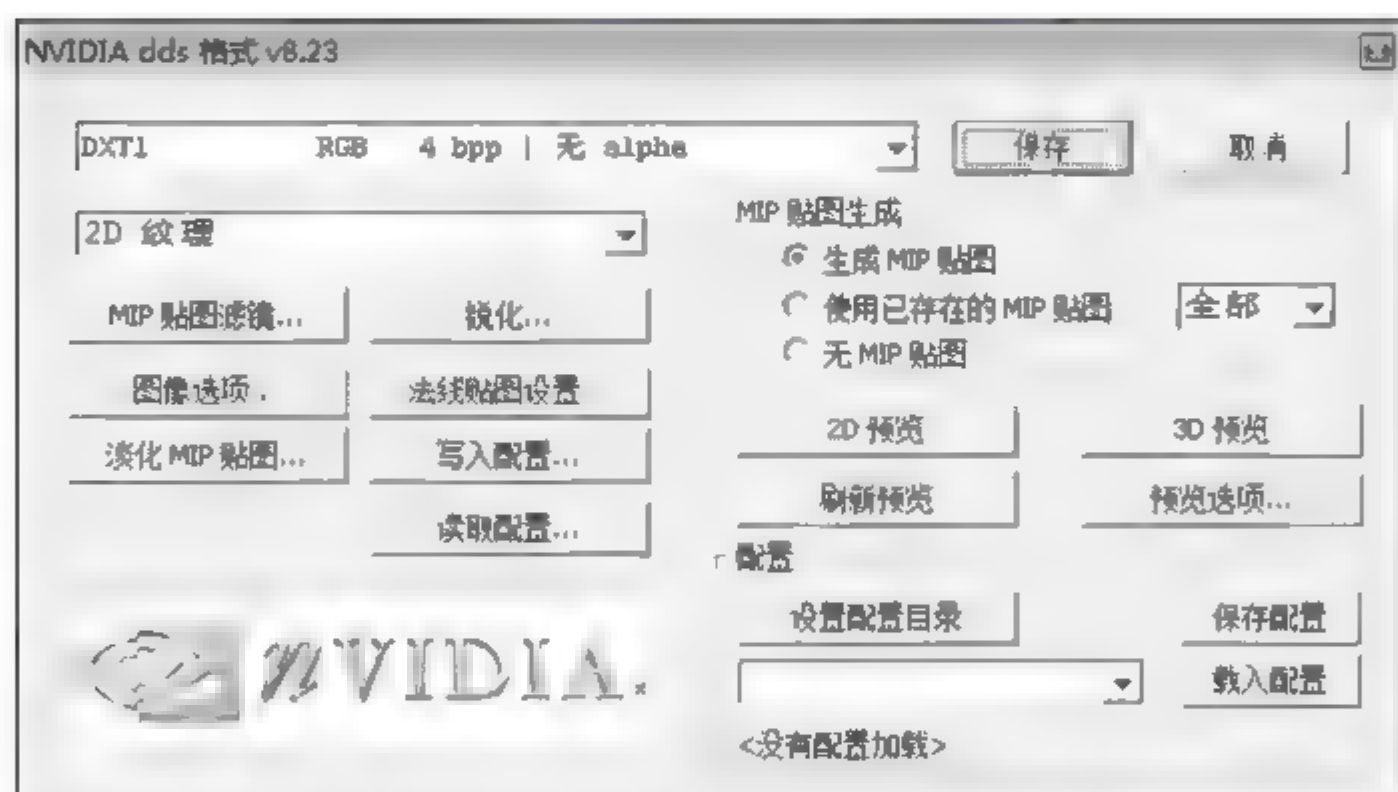 NVIDIA dds 格式 v8.23
DXT1 RGB 4 bpp | 无 alpha
保存
取消
2D 纹理
MIP 贴图生成
生成 MIP 贴图
使用已存在的 MIP 贴图
全部
无 MIP 贴图
MIP 贴图滤镜...
锐化...
图像选项.
法线贴图设置
淡化 MIP 贴图...
写入配置...
读取配置...
2D 预览
3D 预览
刷新预览
预览选项...
配置
设置配置目录
保存配置
载入配置
<没有配置加载>
nVIDIA.